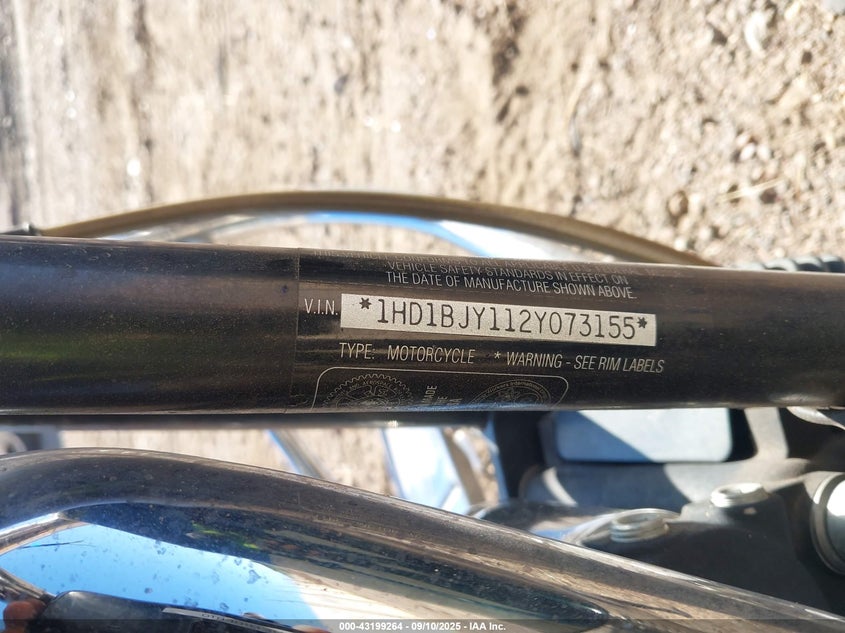 VEHICLE SAFETY STANDARDS IN EFFECT ON
THE DATE OF MANUFACTURE SHOWN ABOVE.
V.I.N. *1HD1BJY112Y073155*
TYPE: MOTORCYCLE * WARNING - SEE RIM LABELS
MADE
000-43199264 - 09/10/2025 - IAA Inc.